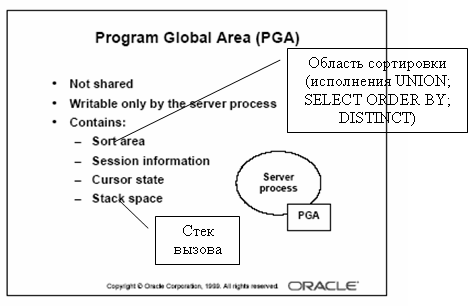 Program Global Area (PGA)
Область сортировки
(исполнения UNION;
SELECT ORDER BY;
DISTINCT)
• Not shared
• Writable only by the server process
• Contains:
– Sort area
– Session information
– Cursor state
– Stack space
Server
process
PGA
Стек
вызова
Copyright © Oracle Corporation, 1999. All rights reserved.
ORACLE®